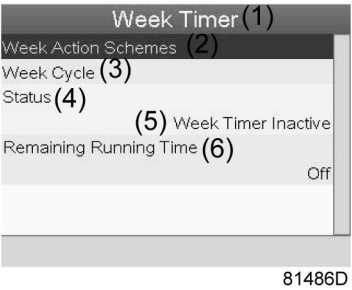 Week Timer (1)
Week Action Schemes (2)
Week Cycle (3)
Status (4)
(5) Week Timer Inactive
Remaining Running Time (6)
Off
81486D